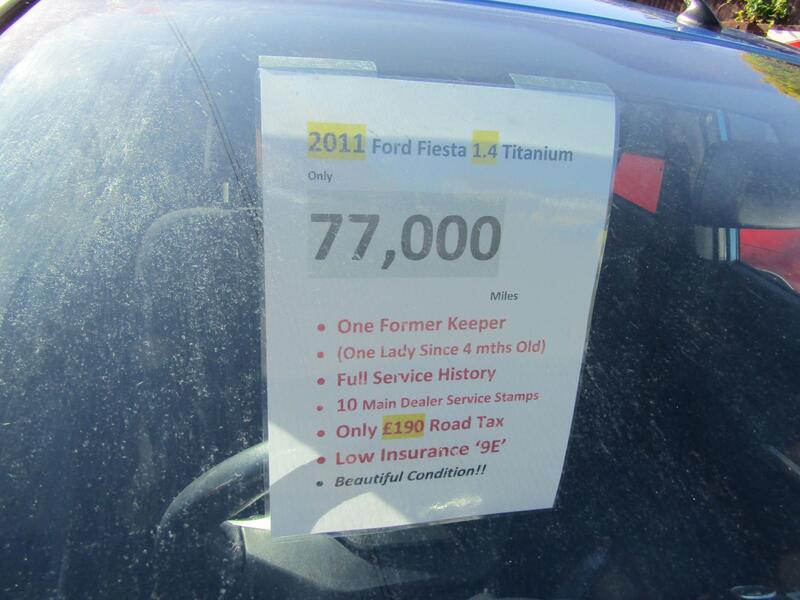 2011 Ford Fiesta 1.4 Titanium
Only
77,000
Miles
• One Former Keeper
• (One Lady Since 4 mths Old)
• Full Service History
• 10 Main Dealer Service Stamps
• Only £190 Road Tax
• Low Insurance ‘9E’
• Beautiful Condition!!